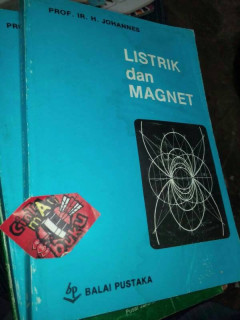 PROF. IR. H. JOHANNES
LISTRIK
dan
MAGNET
bp
BALAI PUSTAKA